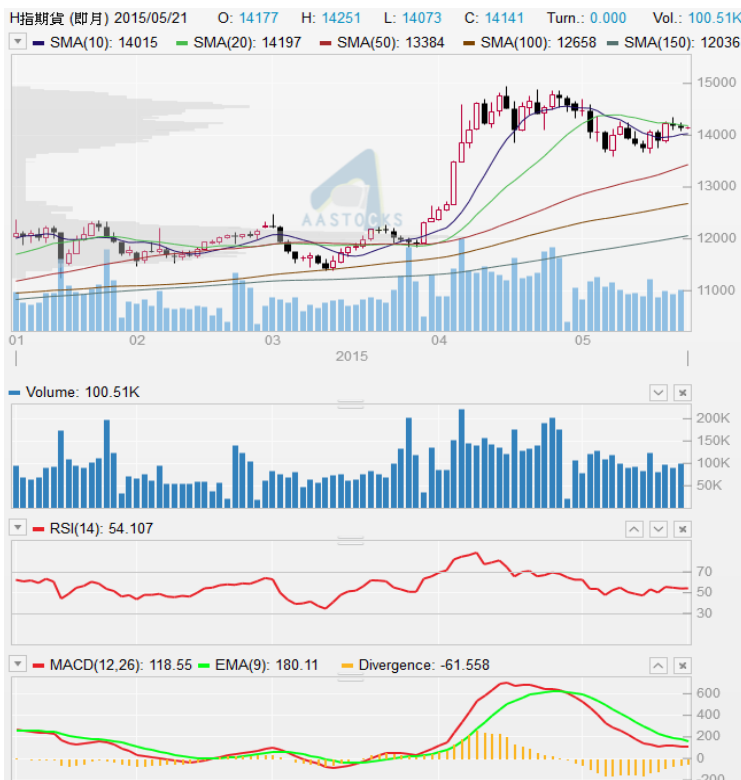 H指期貨 (即月) 2015/05/21 O: 14177 H: 14251 L: 14073 C: 14141 Turn.: 0.000 Vol.: 100.51K
SMA(10): 14015 SMA(20): 14197 SMA(50): 13384 SMA(100): 12658 SMA(150): 12036
15000
14000
13000
AASTOCKS
12000
11000
01 02 03 04 05
2015
Volume: 100.51K
200K
150K
100K
50K
RSI(14): 54.107
70
50
30
MACD(12,26): 118.55 EMA(9): 180.11 Divergence: -61.558
600
400
200
0
-200